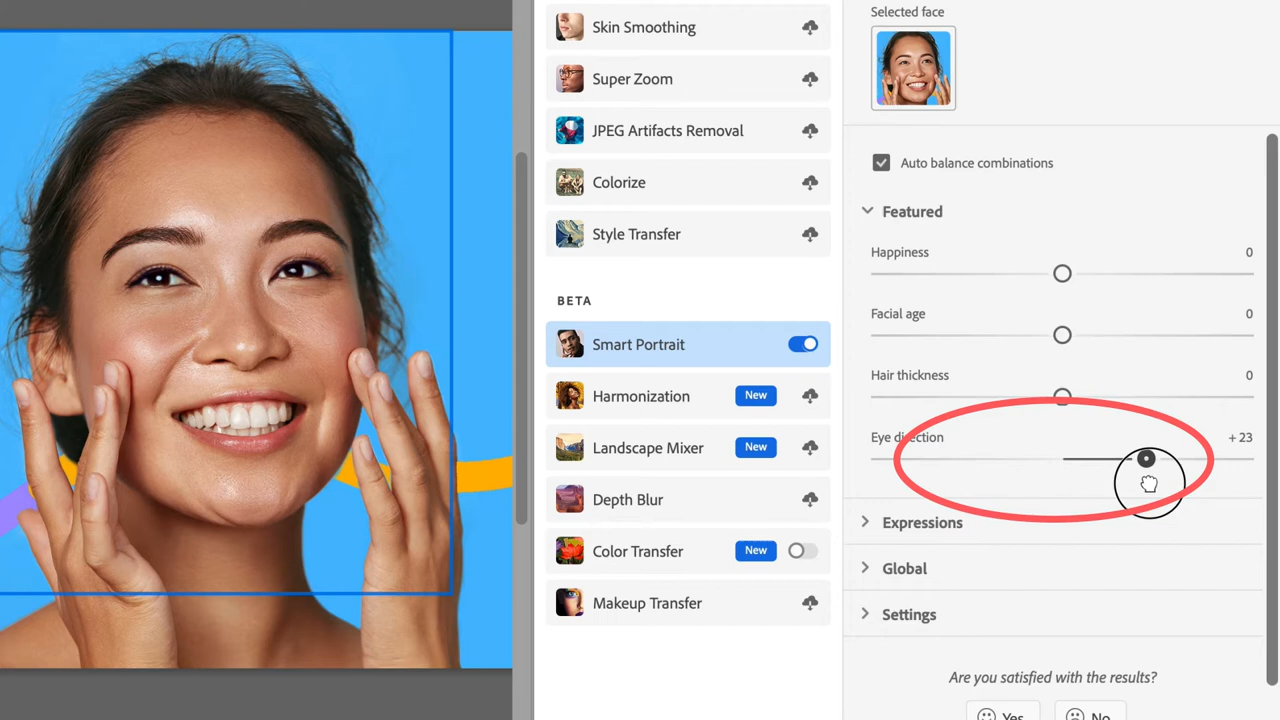 Skin Smoothing
Super Zoom
JPEG Artifacts Removal
Colorize
Style Transfer
BETA
Smart Portrait
Harmonization New
Landscape Mixer New
Depth Blur
Color Transfer New
Makeup Transfer
Selected face
Auto balance combinations
Featured
Happiness 0
Facial age 0
Hair thickness 0
Eye direction +23
Expressions
Global
Settings
Are you satisfied with the results?
Yes No